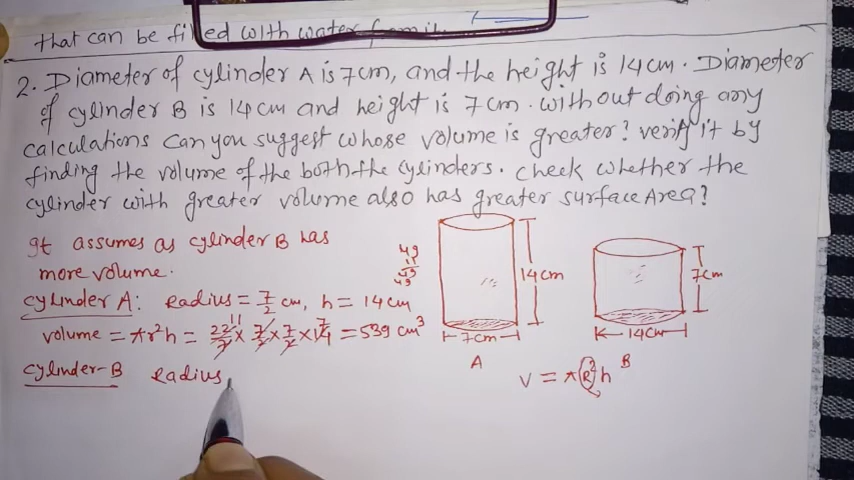 that can be filled with water from it.
2. Diameter of cylinder A is 7cm, and the height is 14cm. Diameter
of cylinder B is 14cm and height is 7cm. without doing any
calculations can you suggest whose volume is greater? verify it by
finding the volume of the both the cylinders. check whether the
cylinder with greater volume also has greater surface Area?
It assumes as cylinder B has
more volume.
cylinder A: Radius = 7/2 cm, h = 14cm
volume = πr²h = 22/7 × 7/2 × 7/2 × 14 = 539 cm³
11
7
cylinder-B Radius
49
11
49
49
14cm
7cm
A
7cm
14cm
B
V = πR²h